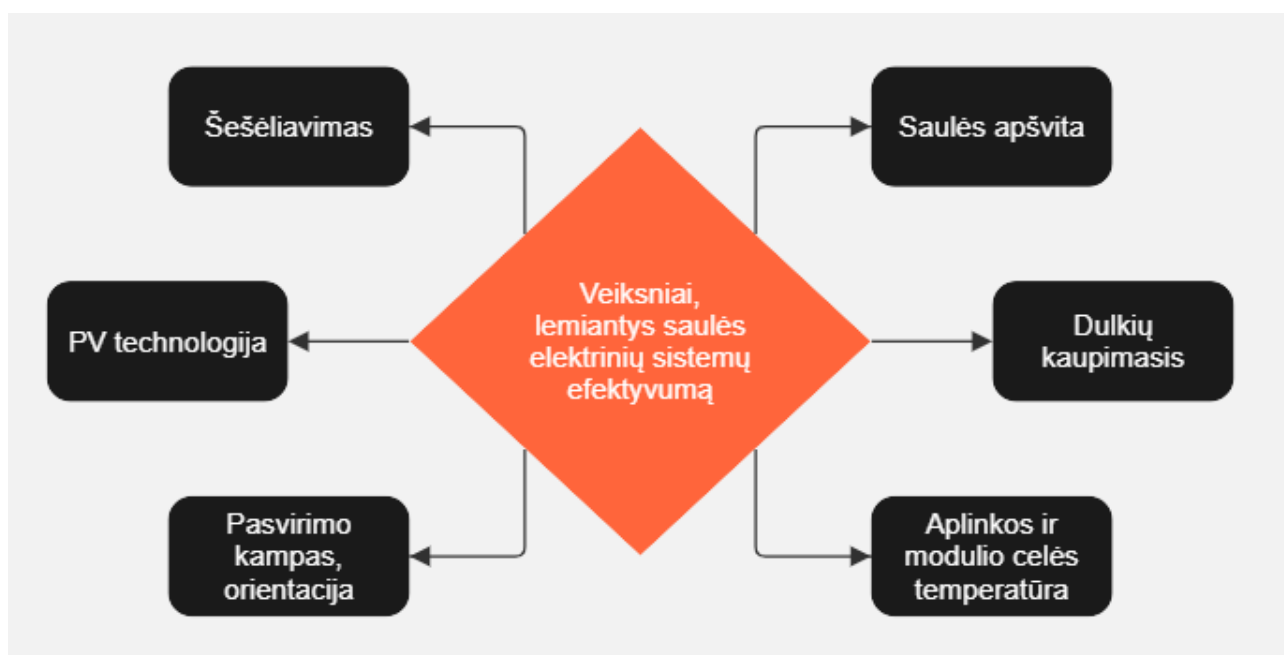 Šešėliavimas
Saulės apšvita
PV technologija
Veiksniai,
lemiantys saulės
elektrinių sistemų
efektyvumą
Dulkių
kaupimasis
Pasvirimo
kampas,
orientacija
Aplinkos ir
modulio celės
temperatūra